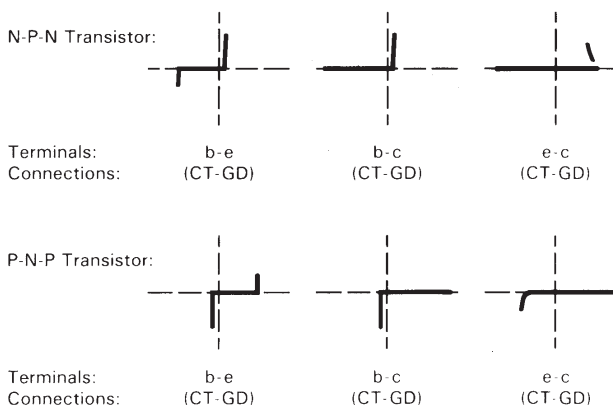 N-P-N Transistor:
Terminals: b-e b-c e-c
Connections: (CT-GD) (CT-GD) (CT-GD)
P-N-P Transistor:
Terminals: b-e b-c e-c
Connections: (CT-GD) (CT-GD) (CT-GD)